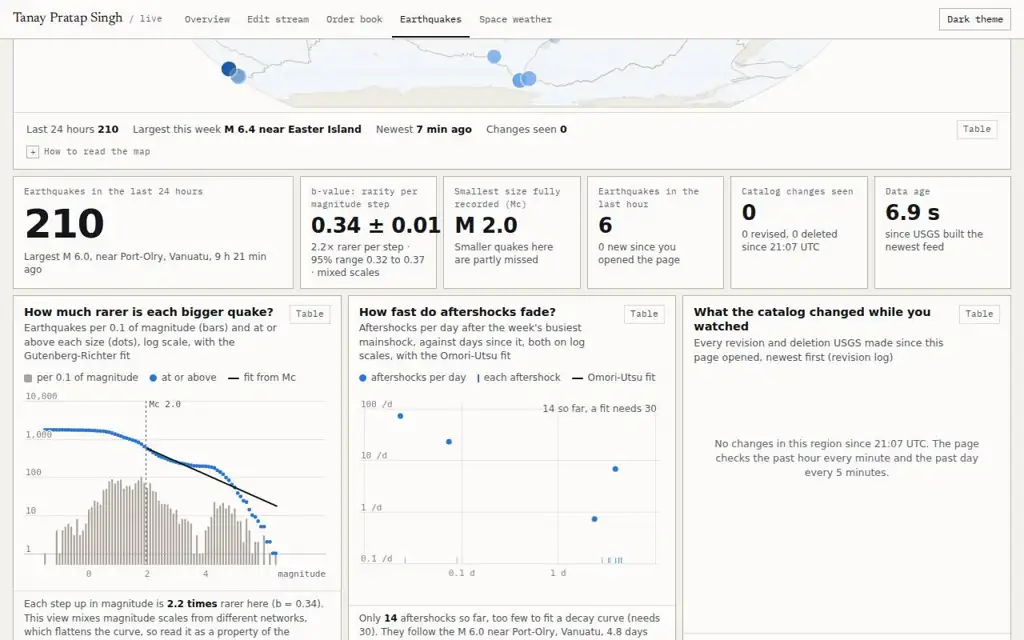 Tanay Pratap Singh / live Overview Edit stream Order book Earthquakes Space weather Dark theme
Last 24 hours 210 Largest this week M 6.4 near Easter Island Newest 7 min ago Changes seen 0 Table
+ How to read the map
Earthquakes in the last 24 hours
210
Largest M 6.0, near Port-Olry, Vanuatu, 9 h 21 min
ago
b-value: rarity per
magnitude step
0.34 ± 0.01
2.2× rarer per step ·
95% range 0.32 to 0.37
· mixed scales
Smallest size fully
recorded (Mc)
M 2.0
Smaller quakes here
are partly missed
Earthquakes in the
last hour
6
0 new since you
opened the page
Catalog changes seen
0
0 revised, 0 deleted
since 21:07 UTC
Data age
6.9 s
since USGS built the
newest feed
How much rarer is each bigger quake? Table
Earthquakes per 0.1 of magnitude (bars) and at or
above each size (dots), log scale, with the
Gutenberg-Richter fit
per 0.1 of magnitude at or above fit from Mc
10,000
Mc 2.0
1,000
100
10
1
0 2 4 magnitude
Each step up in magnitude is 2.2 times rarer here (b = 0.34).
This view mixes magnitude scales from different networks,
which flattens the curve, so read it as a property of the
How fast do aftershocks fade? Table
Aftershocks per day after the week's busiest
mainshock, against days since it, both on log
scales, with the Omori-Utsu fit
aftershocks per day each aftershock Omori-Utsu fit
100 /d
14 so far, a fit needs 30
10 /d
1 /d
0.1 /d
0.1 d 1 d
Only 14 aftershocks so far, too few to fit a decay curve (needs
30). They follow the M 6.0 near Port-Olry, Vanuatu, 4.8 days
What the catalog changed while you
watched
Table
Every revision and deletion USGS made since this
page opened, newest first (revision log)
No changes in this region since 21:07 UTC. The page
checks the past hour every minute and the past day
every 5 minutes.